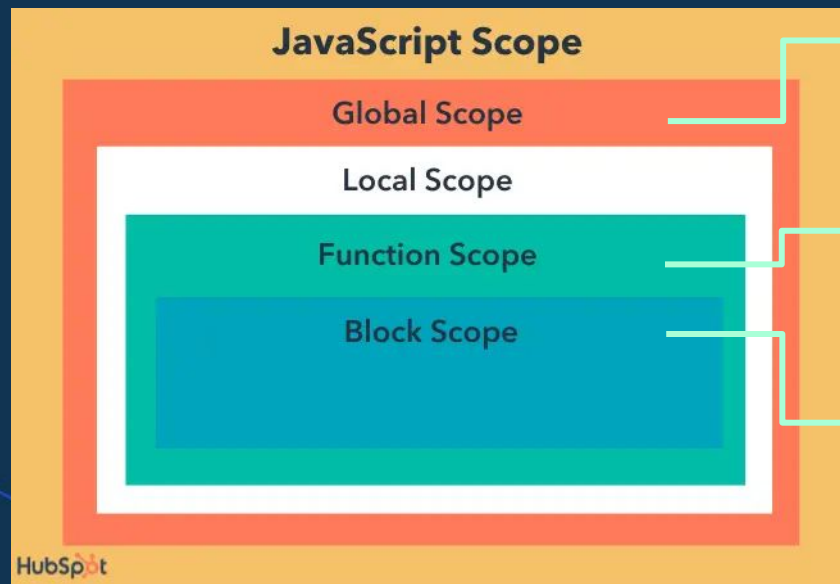 JavaScript Scope
Global Scope
Local Scope
Function Scope
Block Scope
HubSpot